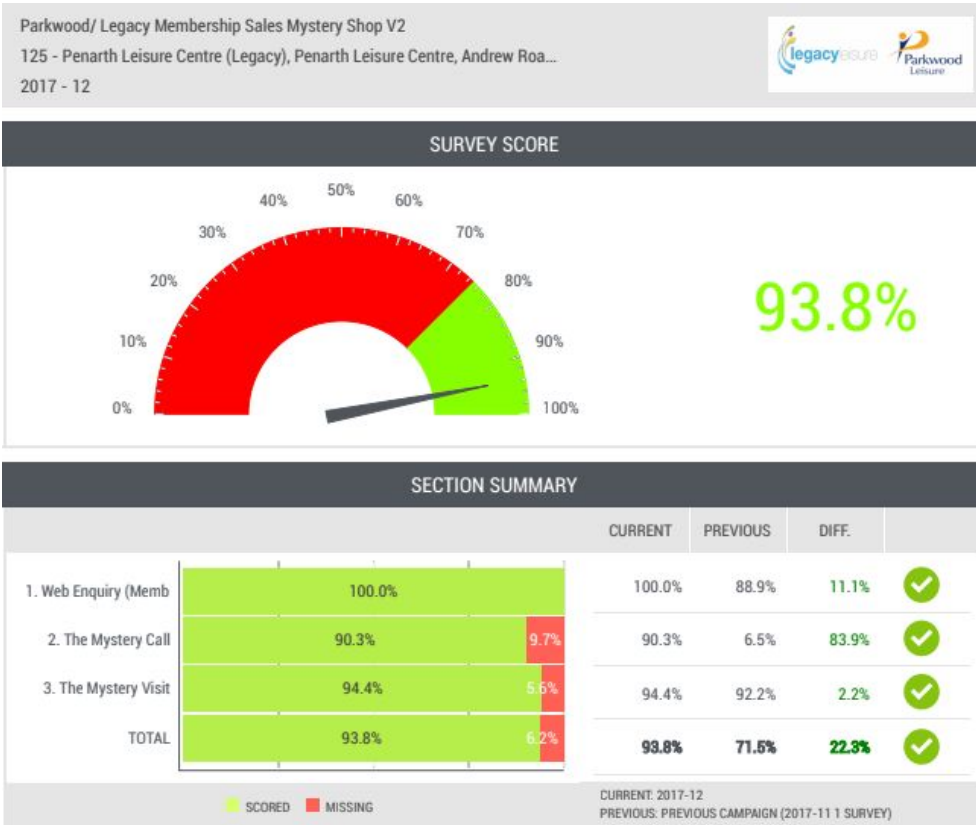 Parkwood/ Legacy Membership Sales Mystery Shop V2
125 - Penarth Leisure Centre (Legacy), Penarth Leisure Centre, Andrew Roa...
2017 - 12
legacyleisure
Parkwood
Leisure
SURVEY SCORE
0%
10%
20%
30%
40%
50%
60%
70%
80%
90%
100%
93.8%
SECTION SUMMARY
CURRENT PREVIOUS DIFF.
1. Web Enquiry (Memb 100.0% 100.0% 88.9% 11.1%
2. The Mystery Call 90.3% 9.7% 90.3% 6.5% 83.9%
3. The Mystery Visit 94.4% 5.6% 94.4% 92.2% 2.2%
TOTAL 93.8% 6.2% 93.8% 71.5% 22.3%
SCORED MISSING
CURRENT: 2017-12
PREVIOUS: PREVIOUS CAMPAIGN (2017-11 1 SURVEY)